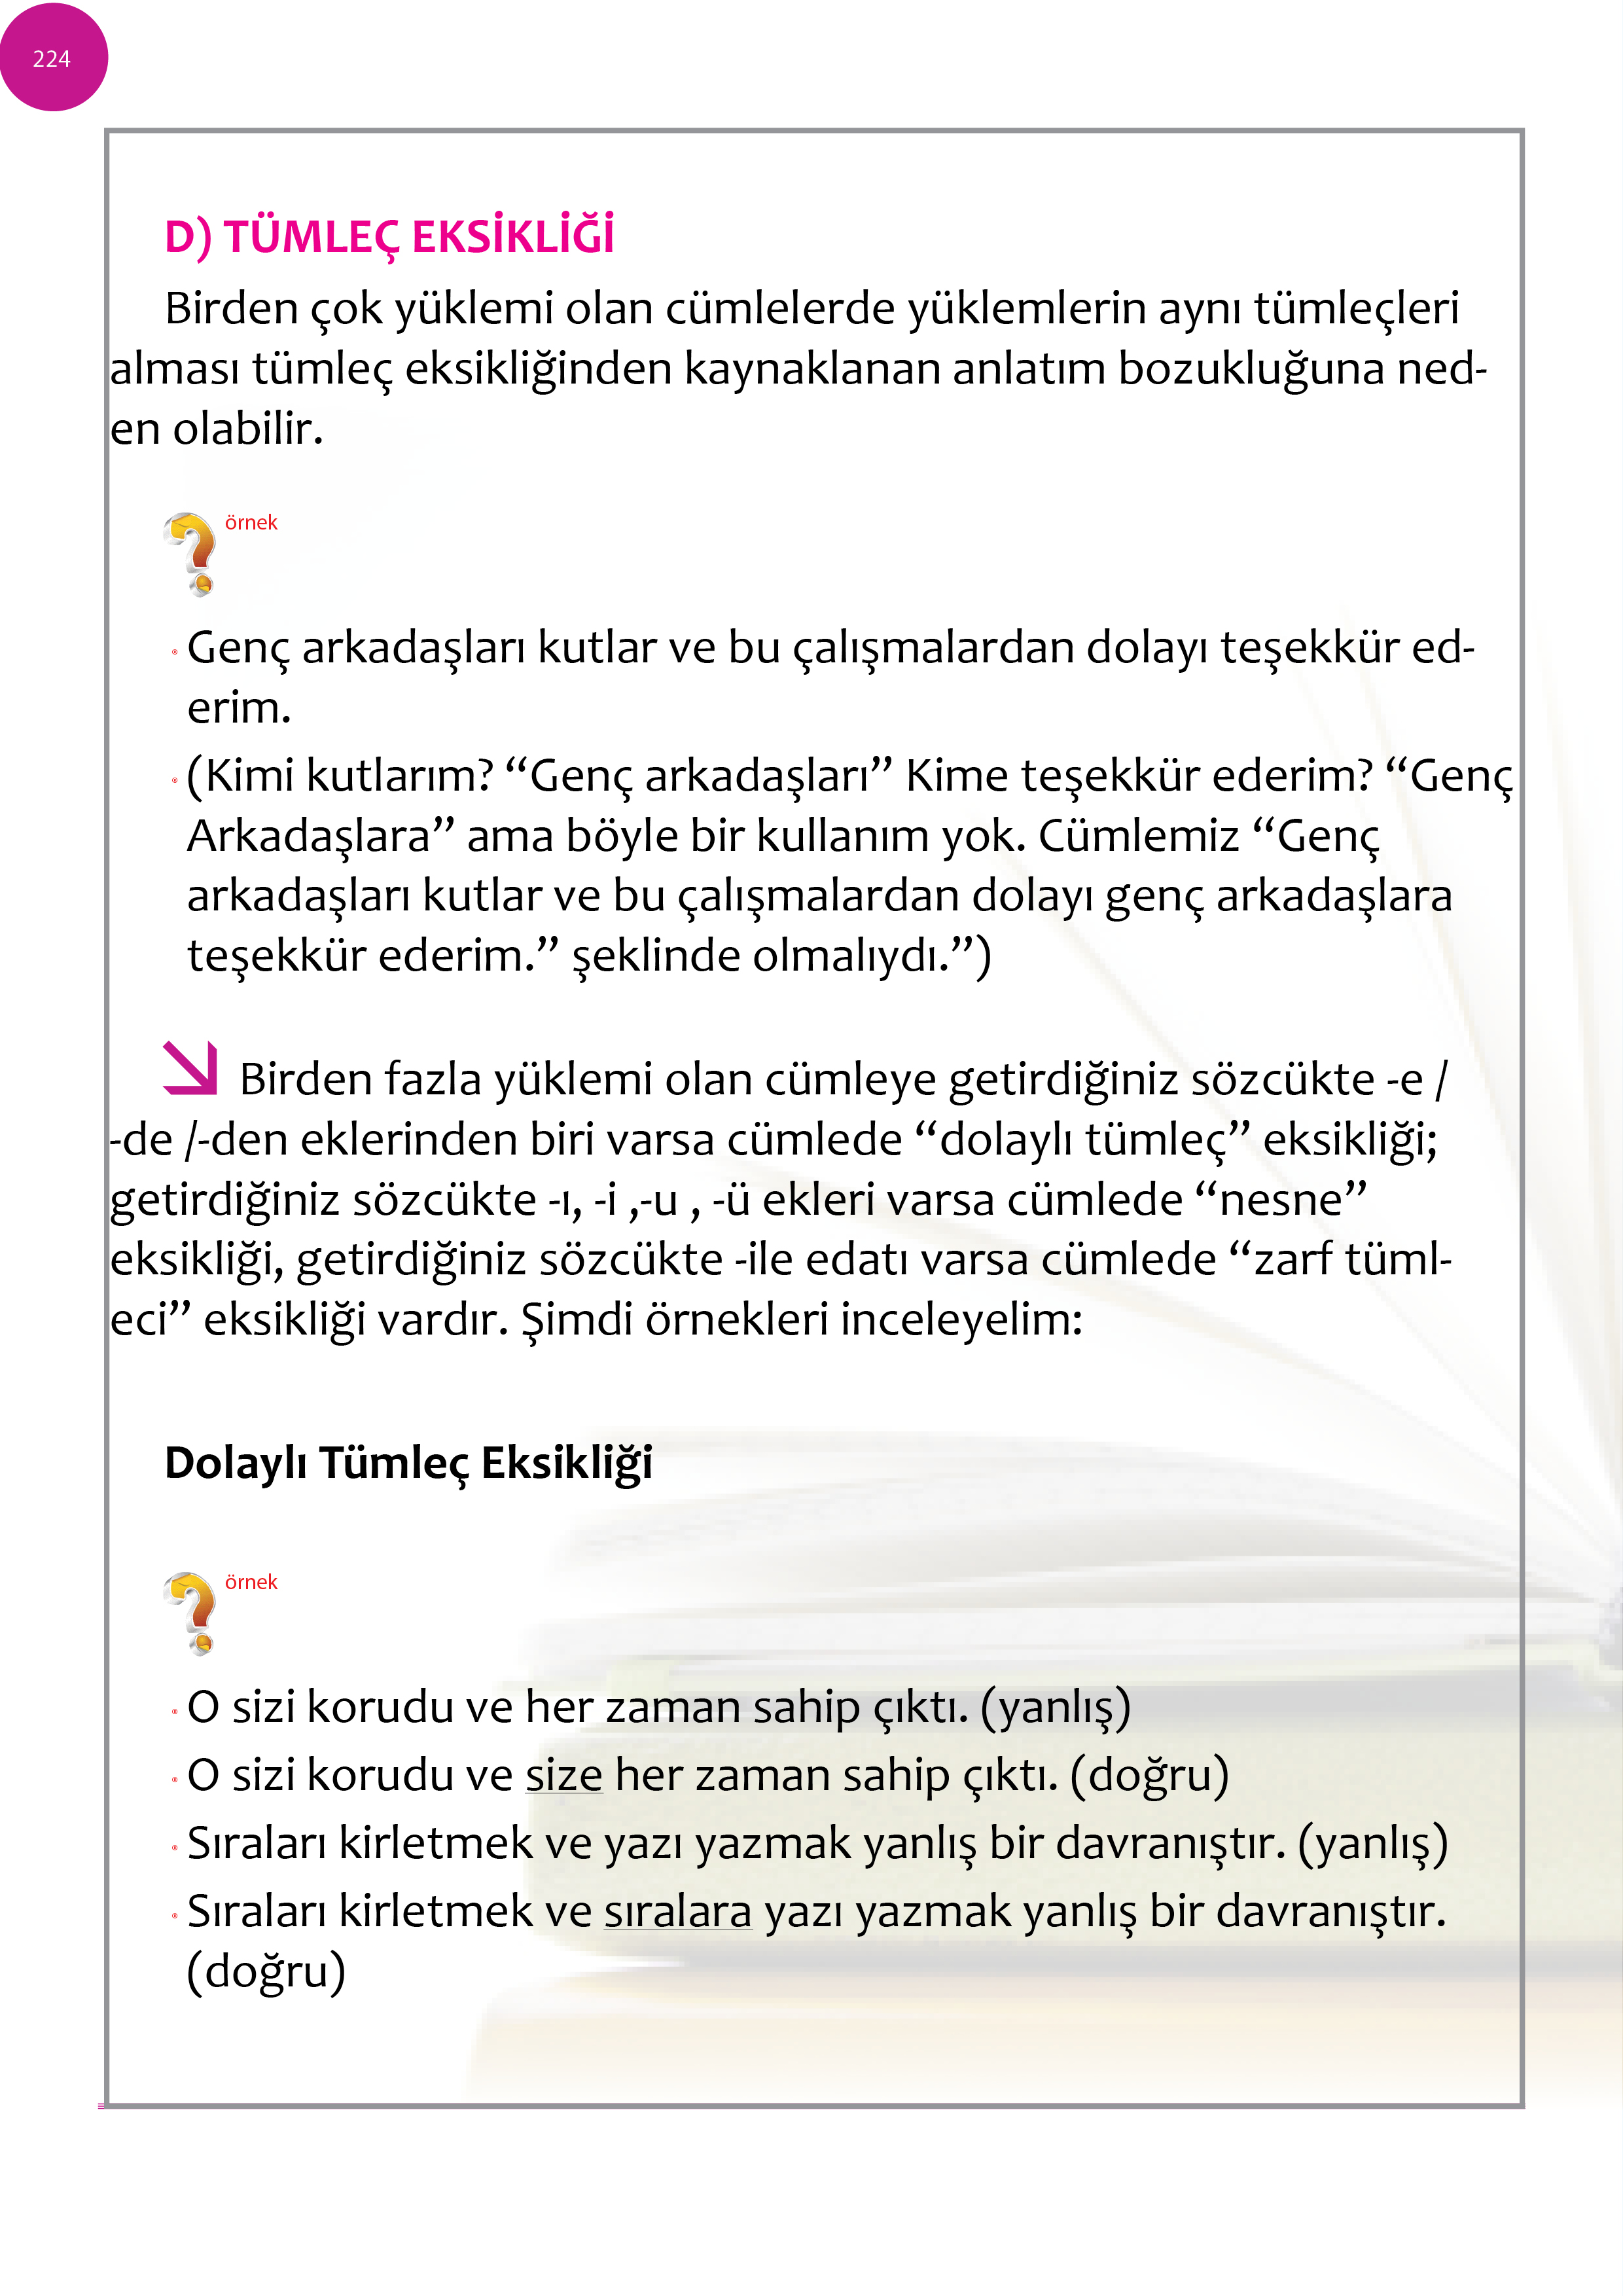 224
D) TÜMLEÇ EKSİKLİĞİ
Birden çok yüklemi olan cümlelerde yüklemlerin aynı tümleçleri
alması tümleç eksikliğinden kaynaklanan anlatım bozukluğuna ned-
en olabilir.
örnek
Genç arkadaşları kutlar ve bu çalışmalardan dolayı teşekkür ed-
erim.
(Kimi kutlarım? “Genç arkadaşları” Kime teşekkür ederim? “Genç
Arkadaşlara” ama böyle bir kullanım yok. Cümlemiz “Genç
arkadaşları kutlar ve bu çalışmalardan dolayı genç arkadaşlara
teşekkür ederim.” şeklinde olmalıydı.”)
Birden fazla yüklemi olan cümleye getirdiğiniz sözcükte -e /
-de /-den eklerinden biri varsa cümlede “dolaylı tümleç” eksikliği;
getirdiğiniz sözcükte -ı, -i ,-u , -ü ekleri varsa cümlede “nesne”
eksikliği, getirdiğiniz sözcükte -ile edatı varsa cümlede “zarf tüml-
eci” eksikliği vardır. Şimdi örnekleri inceleyelim:
Dolaylı Tümleç Eksikliği
örnek
O sizi korudu ve her zaman sahip çıktı. (yanlış)
O sizi korudu ve size her zaman sahip çıktı. (doğru)
Sıraları kirletmek ve yazı yazmak yanlış bir davranıştır. (yanlış)
Sıraları kirletmek ve sıralara yazı yazmak yanlış bir davranıştır.
(doğru)